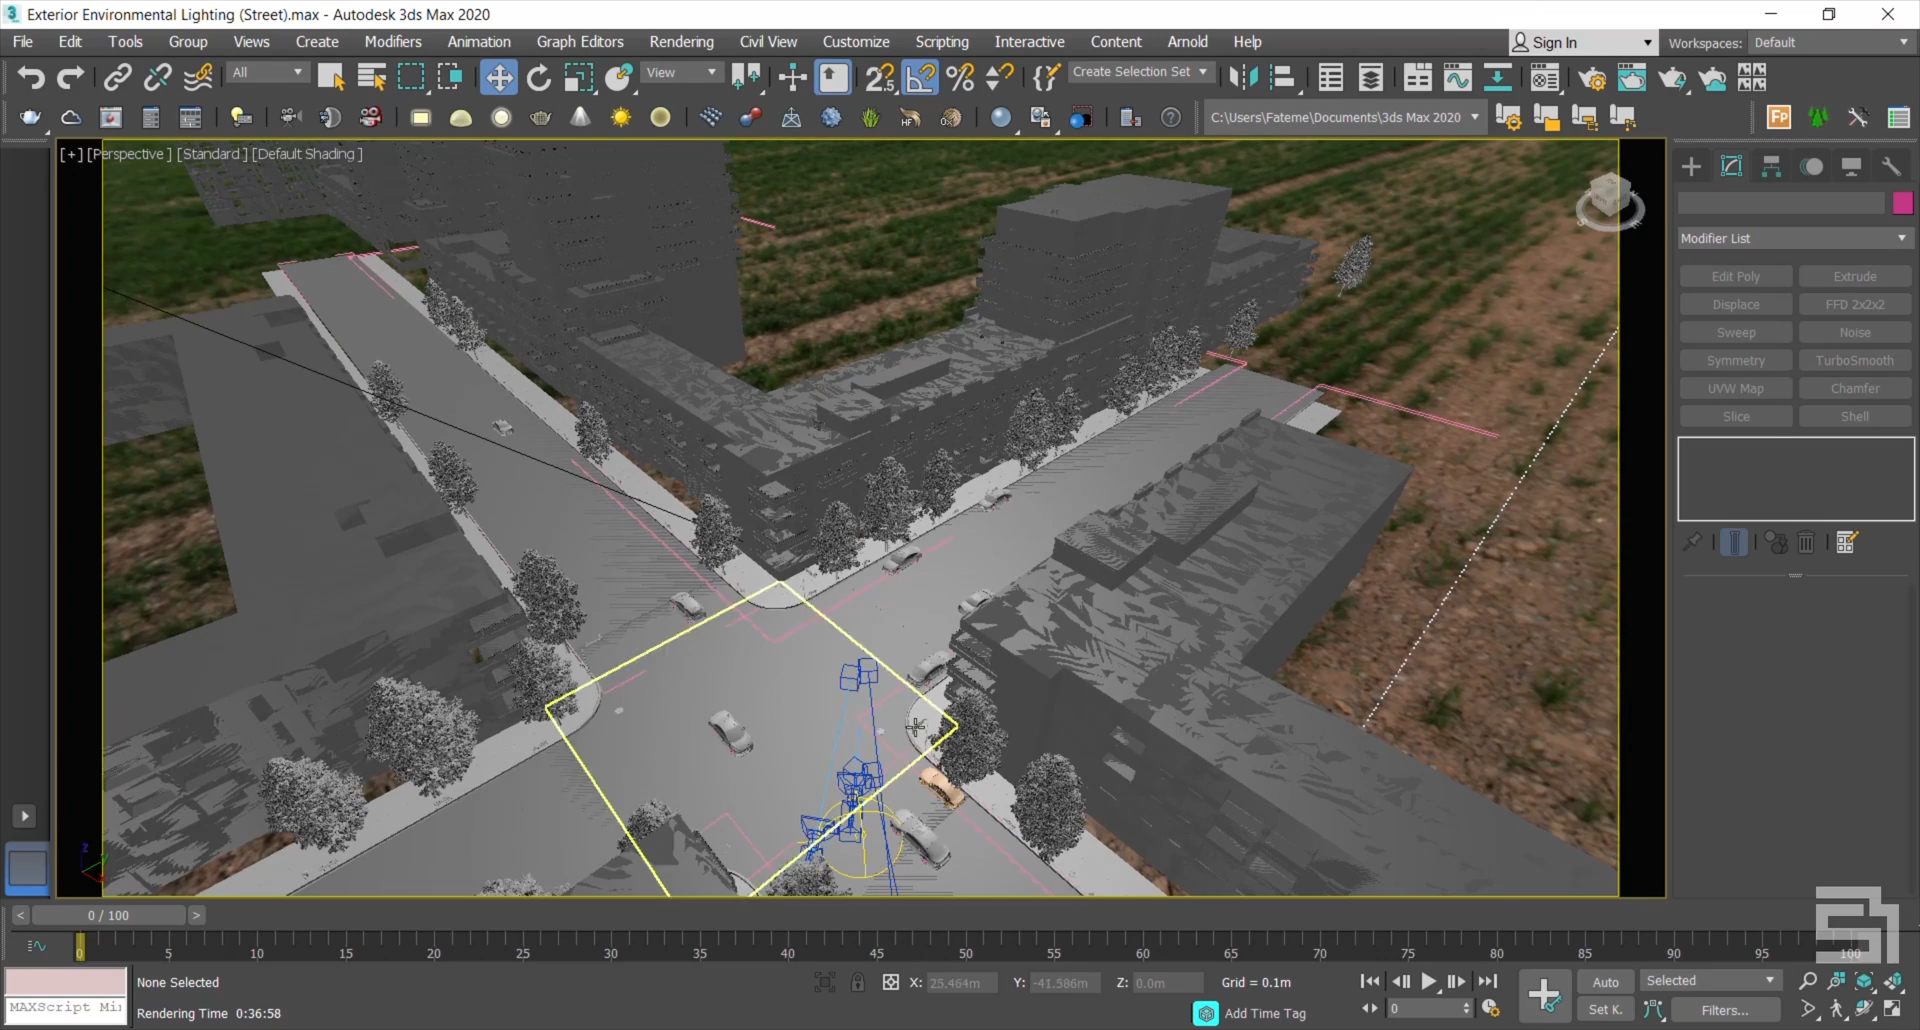 Exterior Environmental Lighting (Street).max - Autodesk 3ds Max 2020
File Edit Tools Group Views Create Modifiers Animation Graph Editors Rendering Civil View Customize Scripting Interactive Content Arnold Help
Sign In Workspaces: Default
All View Create Selection Set
C:\Users\Fateme\Documents\3ds Max 2020
HF
Fp
[+] [Perspective ] [Standard ] [Default Shading ]
Modifier List
Edit Poly Extrude
Displace FFD 2x2x2
Sweep Noise
Symmetry TurboSmooth
UVW Map Chamfer
Slice Shell
< 0 / 100 >
0 5 10 15 20 25 30 35 40 45 50 55 60 65 70 75 80 85 90 95 100
None Selected X: 25.464m Y: -41.586m Z: 0.0m Grid = 0.1m Auto Selected
MAXScript Mi
Rendering Time 0:36:58 Add Time Tag 0 Set K. Filters...